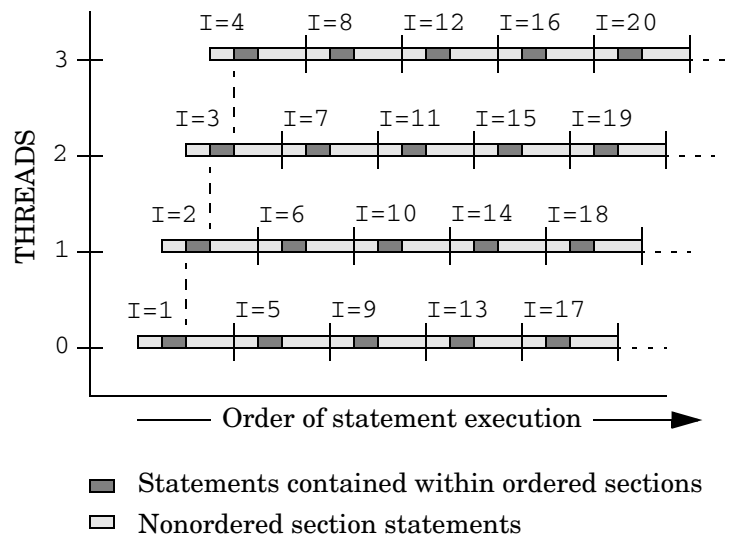 I=4 I=8 I=12 I=16 I=20
3
I=3 I=7 I=11 I=15 I=19
2
THREADS
I=2 I=6 I=10 I=14 I=18
1
I=1 I=5 I=9 I=13 I=17
0
Order of statement execution
Statements contained within ordered sections
Nonordered section statements